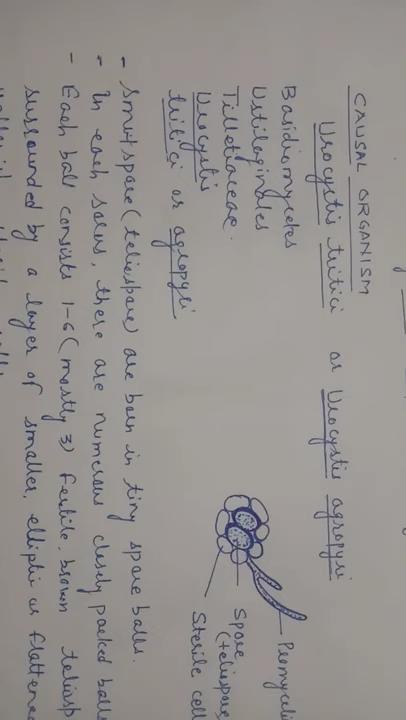 CAUSAL ORGANISM
Urocystis tritici or Urocystis agropyri
Basidiomycetes
Ustilaginales
Tilletiaceae.
Urocystis
tritici or agropyri
Promyceli
Spore
(teliospore
Sterile cell
- Smut spore (teliospore) are born in tiny spore balls.
- In each sorus, there are numerous closely packed balls
- Each ball consists 1-6 (mostly 3) fertile, brown teliosp
surrounded by a layer of smaller, elliptic or flattened